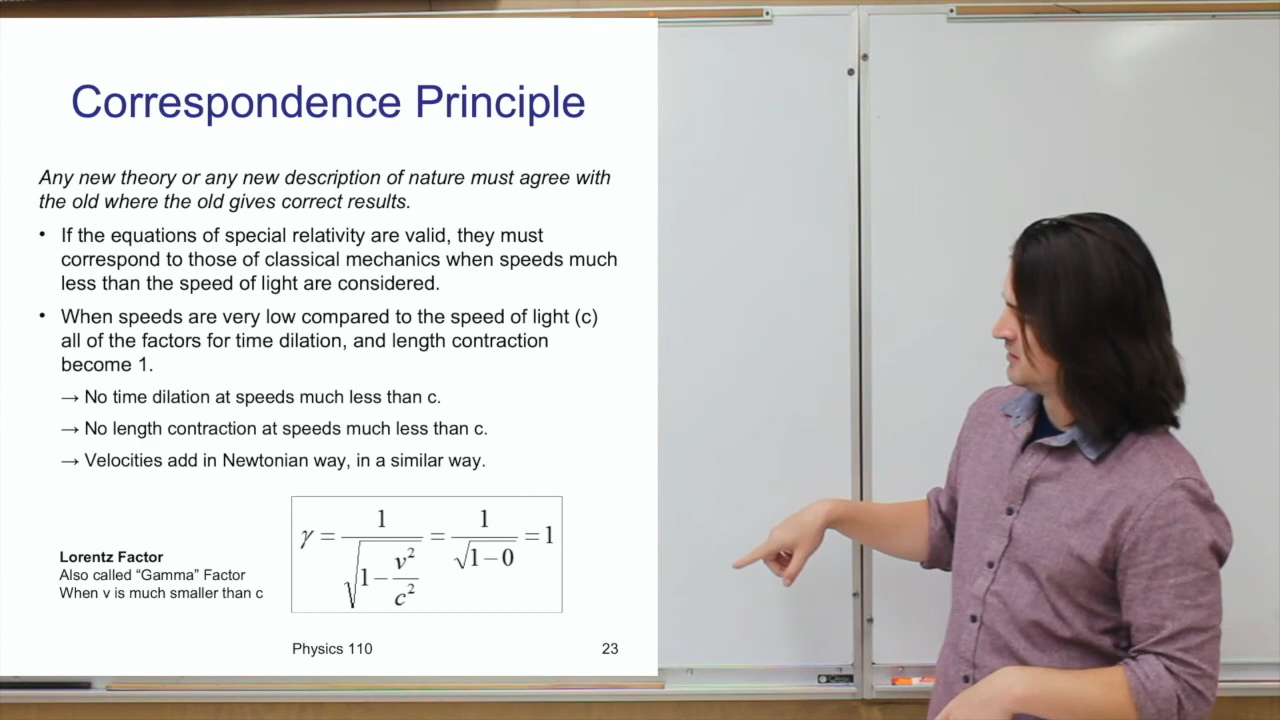 Correspondence Principle
Any new theory or any new description of nature must agree with
the old where the old gives correct results.
• If the equations of special relativity are valid, they must
correspond to those of classical mechanics when speeds much
less than the speed of light are considered.
• When speeds are very low compared to the speed of light (c)
all of the factors for time dilation, and length contraction
become 1.
→ No time dilation at speeds much less than c.
→ No length contraction at speeds much less than c.
→ Velocities add in Newtonian way, in a similar way.
Lorentz Factor
Also called “Gamma” Factor
When v is much smaller than c
γ = 1/√(1 − v²/c²) = 1/√(1 − 0) = 1
Physics 110
23